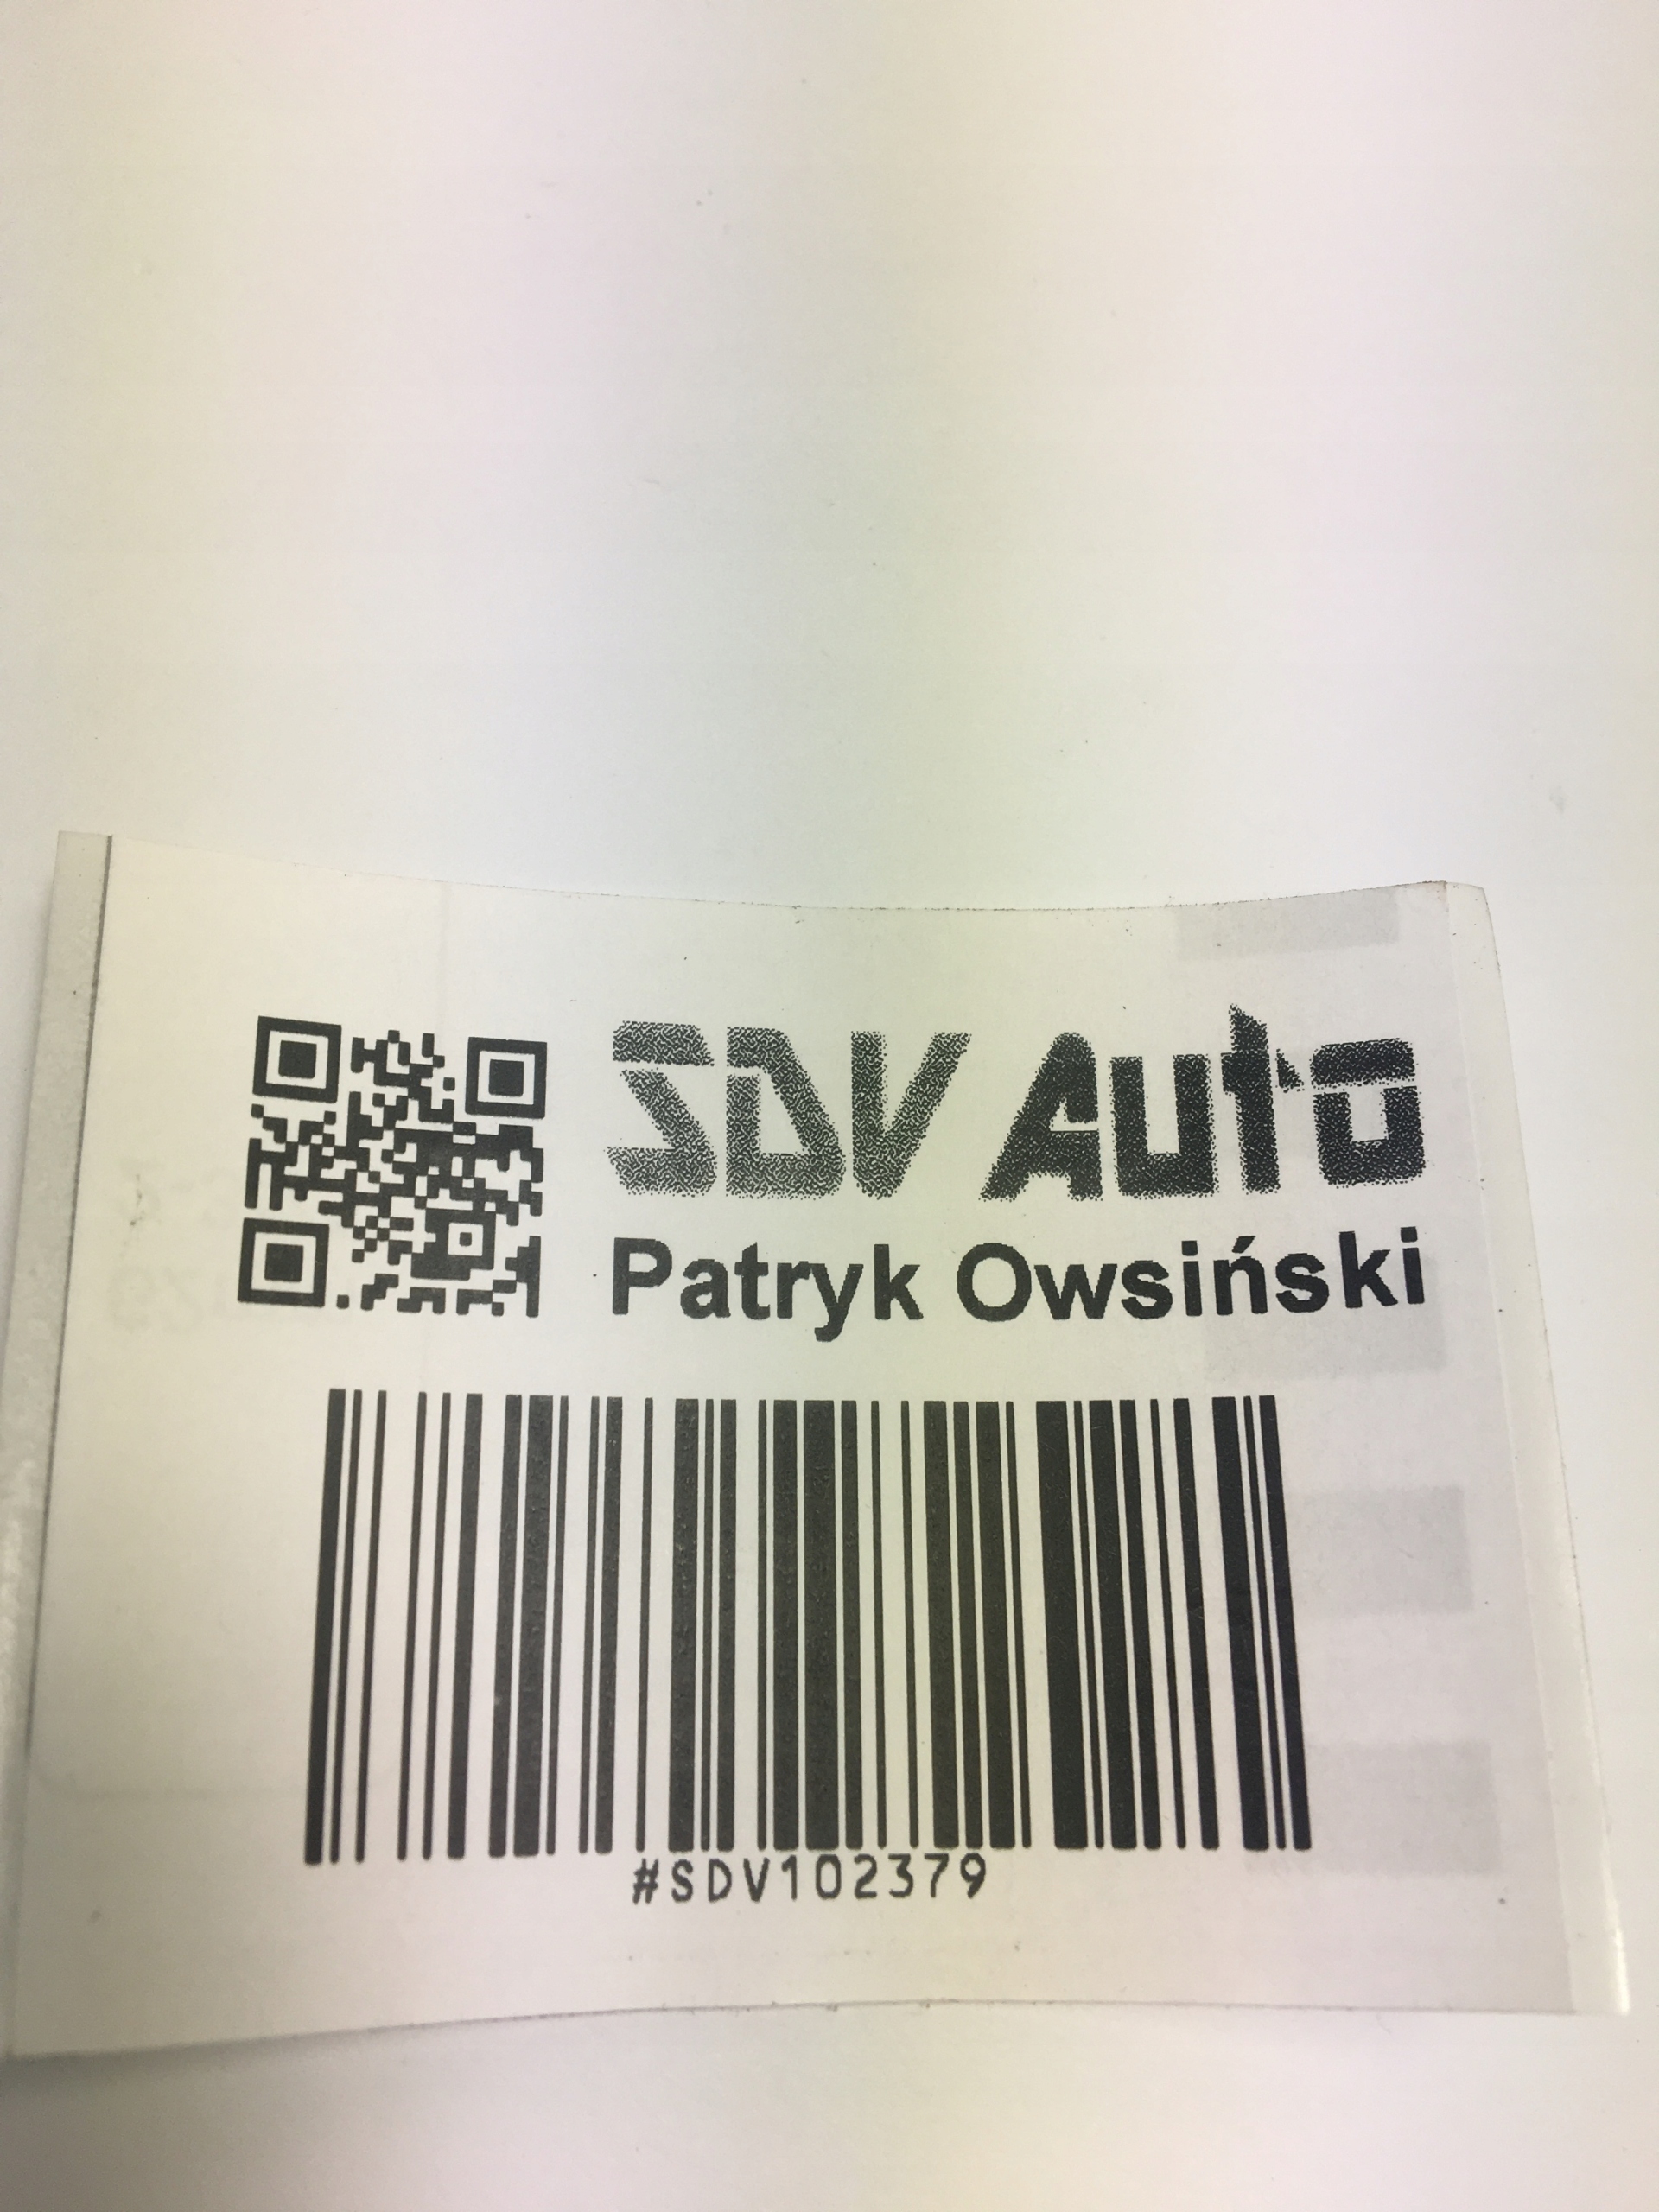 SDV Auto
Patryk Owsiński
#SDV102379